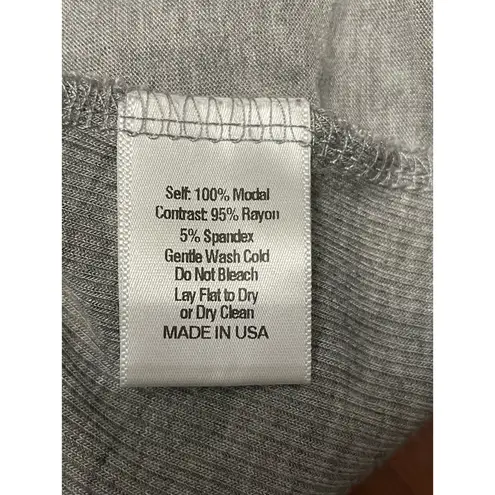 Self: 100% Modal
Contrast: 95% Rayon
5% Spandex
Gentle Wash Cold
Do Not Bleach
Lay Flat to Dry
or Dry Clean
MADE IN USA